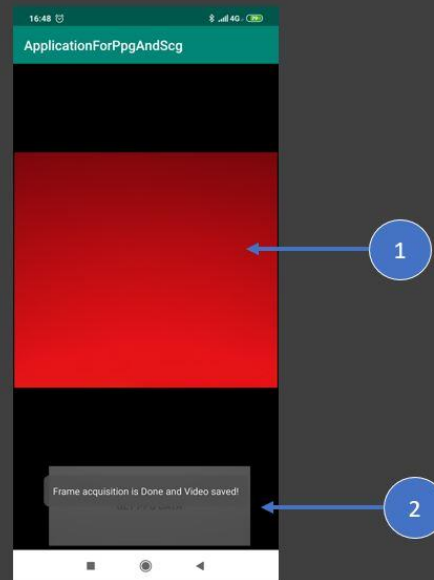 16:48
4G
ApplicationForPpgAndScg
1
Frame acquisition is Done and Video saved!
2